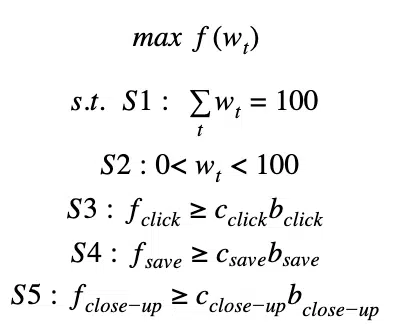 max f(w_t)
s.t. S1 : ∑_t w_t = 100
S2 : 0< w_t < 100
S3 : f_click ≥ c_click b_click
S4 : f_save ≥ c_save b_save
S5 : f_close−up ≥ c_close−up b_close−up